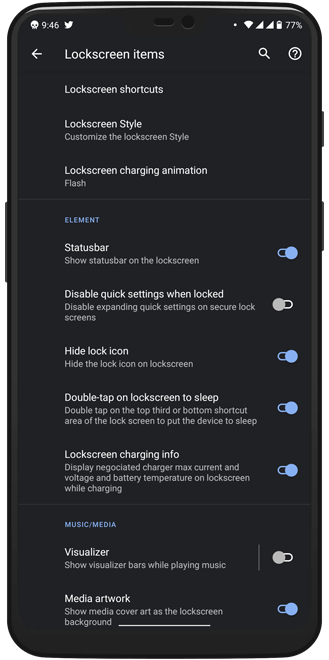 9:46 77%
Lockscreen items
Lockscreen shortcuts
Lockscreen Style
Customize the lockscreen Style
Lockscreen charging animation
Flash
ELEMENT
Statusbar
Show statusbar on the lockscreen
Disable quick settings when locked
Disable expanding quick settings on secure lock
screens
Hide lock icon
Hide the lock icon on lockscreen
Double-tap on lockscreen to sleep
Double tap on the top third or bottom shortcut
area of the lock screen to put the device to sleep
Lockscreen charging info
Display negociated charger max current and
voltage and battery temperature on lockscreen
while charging
MUSIC/MEDIA
Visualizer
Show visualizer bars while playing music
Media artwork
Show media cover art as the lockscreen
background